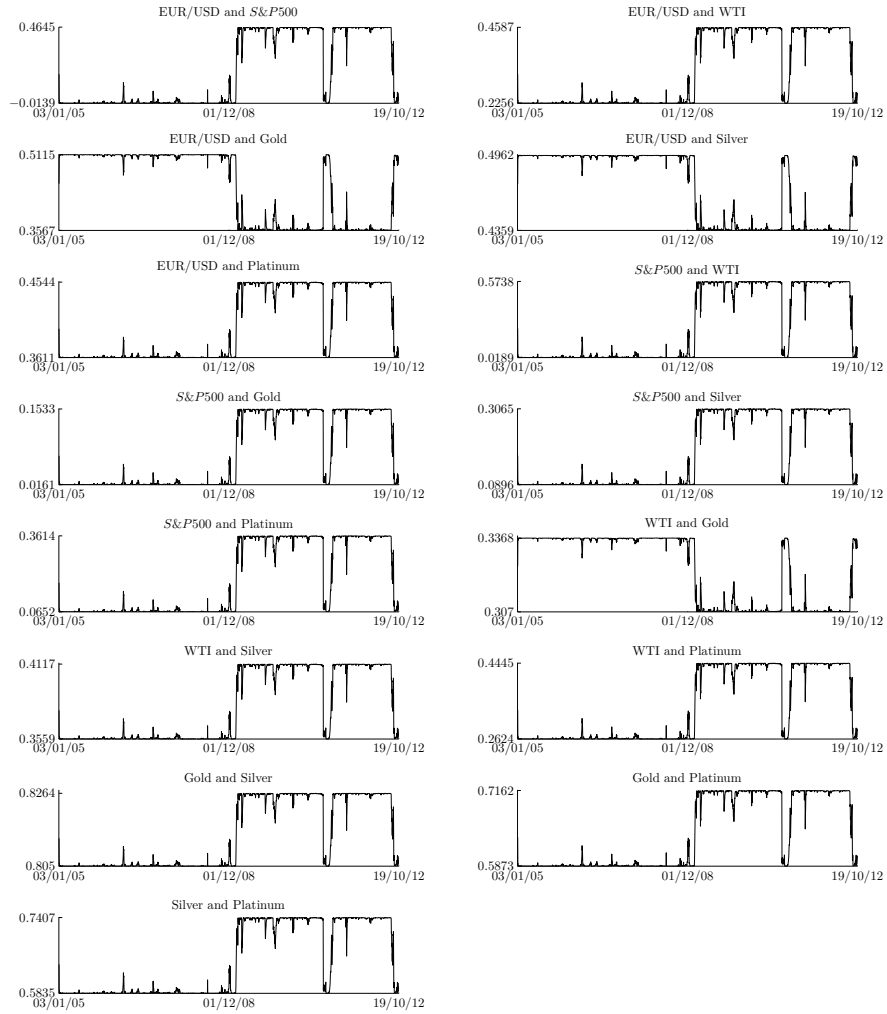 EUR/USD and S&P500
EUR/USD and WTI
0.4645
0.4587
−0.0139
0.2256
03/01/05 01/12/08 19/10/12
03/01/05 01/12/08 19/10/12
EUR/USD and Gold
EUR/USD and Silver
0.5115
0.4962
0.3567
0.4359
03/01/05 01/12/08 19/10/12
03/01/05 01/12/08 19/10/12
EUR/USD and Platinum
S&P500 and WTI
0.4544
0.5738
0.3611
0.0189
03/01/05 01/12/08 19/10/12
03/01/05 01/12/08 19/10/12
S&P500 and Gold
S&P500 and Silver
0.1533
0.3065
0.0161
0.0896
03/01/05 01/12/08 19/10/12
03/01/05 01/12/08 19/10/12
S&P500 and Platinum
WTI and Gold
0.3614
0.3368
0.0652
0.307
03/01/05 01/12/08 19/10/12
03/01/05 01/12/08 19/10/12
WTI and Silver
WTI and Platinum
0.4117
0.4445
0.3559
0.2624
03/01/05 01/12/08 19/10/12
03/01/05 01/12/08 19/10/12
Gold and Silver
Gold and Platinum
0.8264
0.7162
0.805
0.5873
03/01/05 01/12/08 19/10/12
03/01/05 01/12/08 19/10/12
Silver and Platinum
0.7407
0.5835
03/01/05 01/12/08 19/10/12